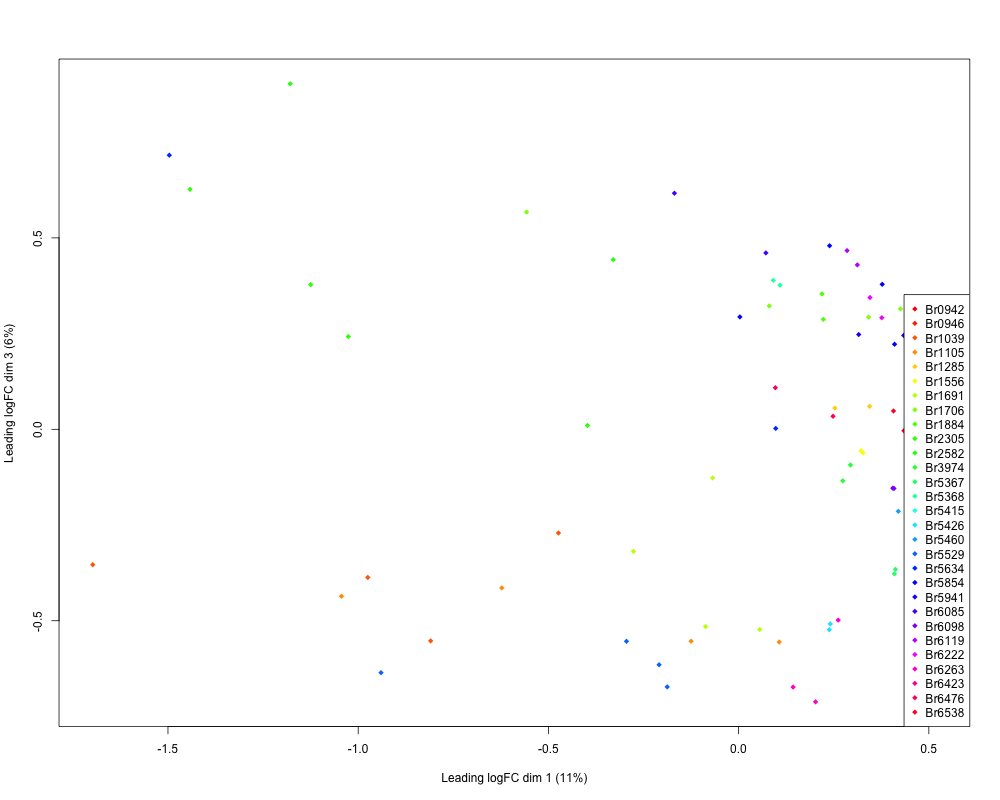 0.5
0.0
-0.5
Leading logFC dim 3 (6%)
Br0942
Br0946
Br1039
Br1105
Br1285
Br1556
Br1691
Br1706
Br1884
Br2305
Br2582
Br3974
Br5367
Br5368
Br5415
Br5426
Br5460
Br5529
Br5634
Br5854
Br5941
Br6085
Br6098
Br6119
Br6222
Br6263
Br6423
Br6476
Br6538
-1.5 -1.0 -0.5 0.0 0.5
Leading logFC dim 1 (11%)